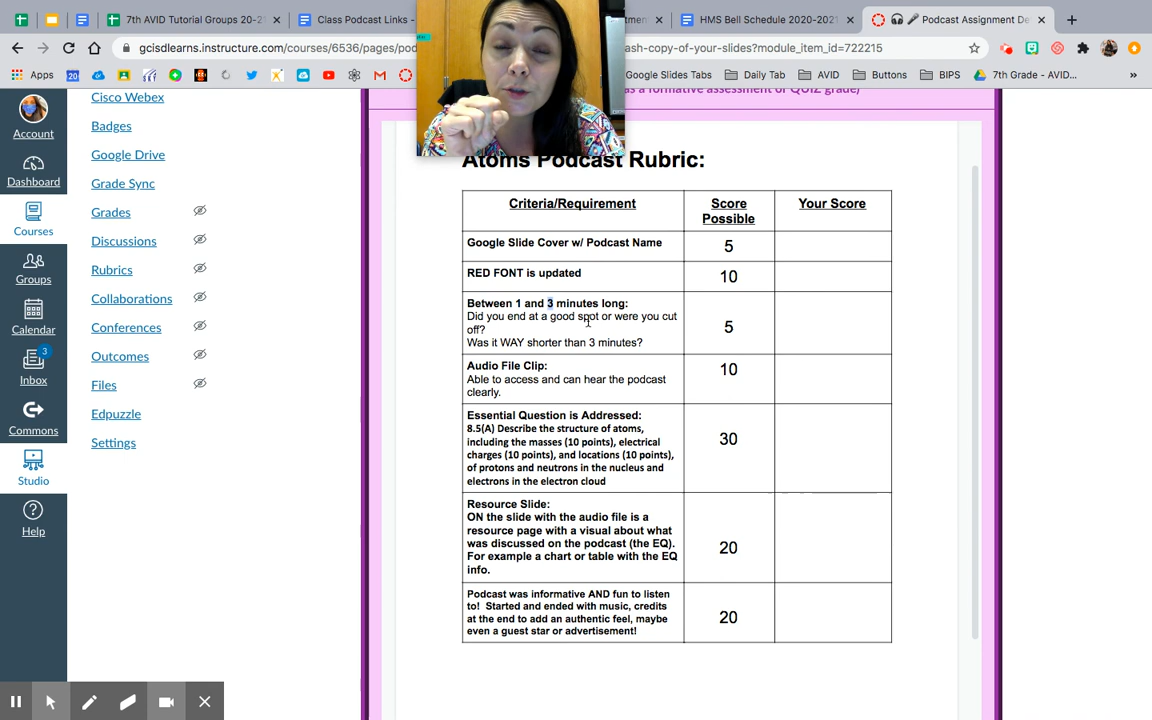 7th AVID Tutorial Groups 20-2
Class Podcast Links -
HMS Bell Schedule 2020-2021
Podcast Assignment De
gcisdlearns.instructure.com/courses/6536/pages/pod
ash-copy-of-your-slides?module_item_id=722215
Apps
20
Google Slides Tabs
Daily Tab
AVID
Buttons
BIPS
7th Grade - AVID...
»
as a formative assessment or QUIZ grade)
Account
Dashboard
Courses
Groups
Calendar
3
Inbox
Commons
Studio
Help
Cisco Webex
Badges
Google Drive
Grade Sync
Grades
Discussions
Rubrics
Collaborations
Conferences
Outcomes
Files
Edpuzzle
Settings
Atoms Podcast Rubric:
Criteria/Requirement
Score
Possible
Your Score
Google Slide Cover w/ Podcast Name
5
RED FONT is updated
10
Between 1 and 3 minutes long:
Did you end at a good spot or were you cut
off?
Was it WAY shorter than 3 minutes?
5
Audio File Clip:
Able to access and can hear the podcast
clearly.
10
Essential Question is Addressed:
8.5(A) Describe the structure of atoms,
including the masses (10 points), electrical
charges (10 points), and locations (10 points),
of protons and neutrons in the nucleus and
electrons in the electron cloud
30
Resource Slide:
ON the slide with the audio file is a
resource page with a visual about what
was discussed on the podcast (the EQ).
For example a chart or table with the EQ
info.
20
Podcast was informative AND fun to listen
to! Started and ended with music, credits
at the end to add an authentic feel, maybe
even a guest star or advertisement!
20